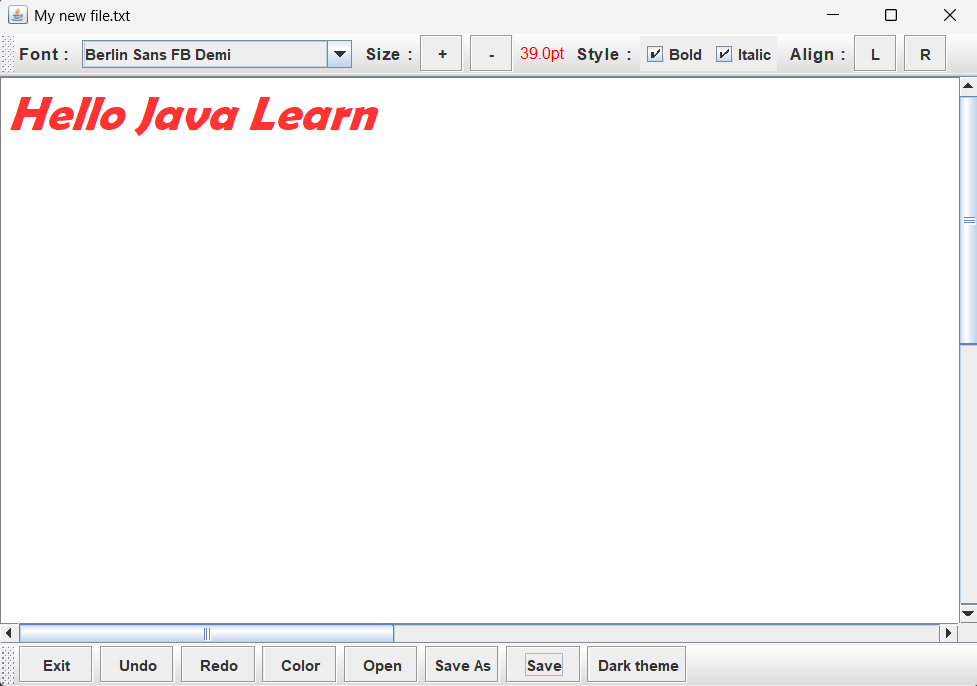 My new file.txt
Font : Berlin Sans FB Demi Size : + - 39.0pt Style : Bold Italic Align : L R
Hello Java Learn
Exit Undo Redo Color Open Save As Save Dark theme